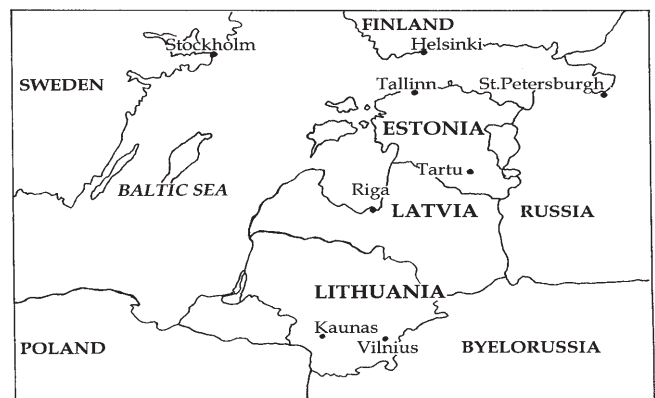 FINLAND
Stockholm
Helsinki
SWEDEN
Tallinn
St.Petersburgh
ESTONIA
Tartu
BALTIC SEA
Riga
LATVIA
RUSSIA
LITHUANIA
Kaunas
Vilnius
POLAND
BYELORUSSIA